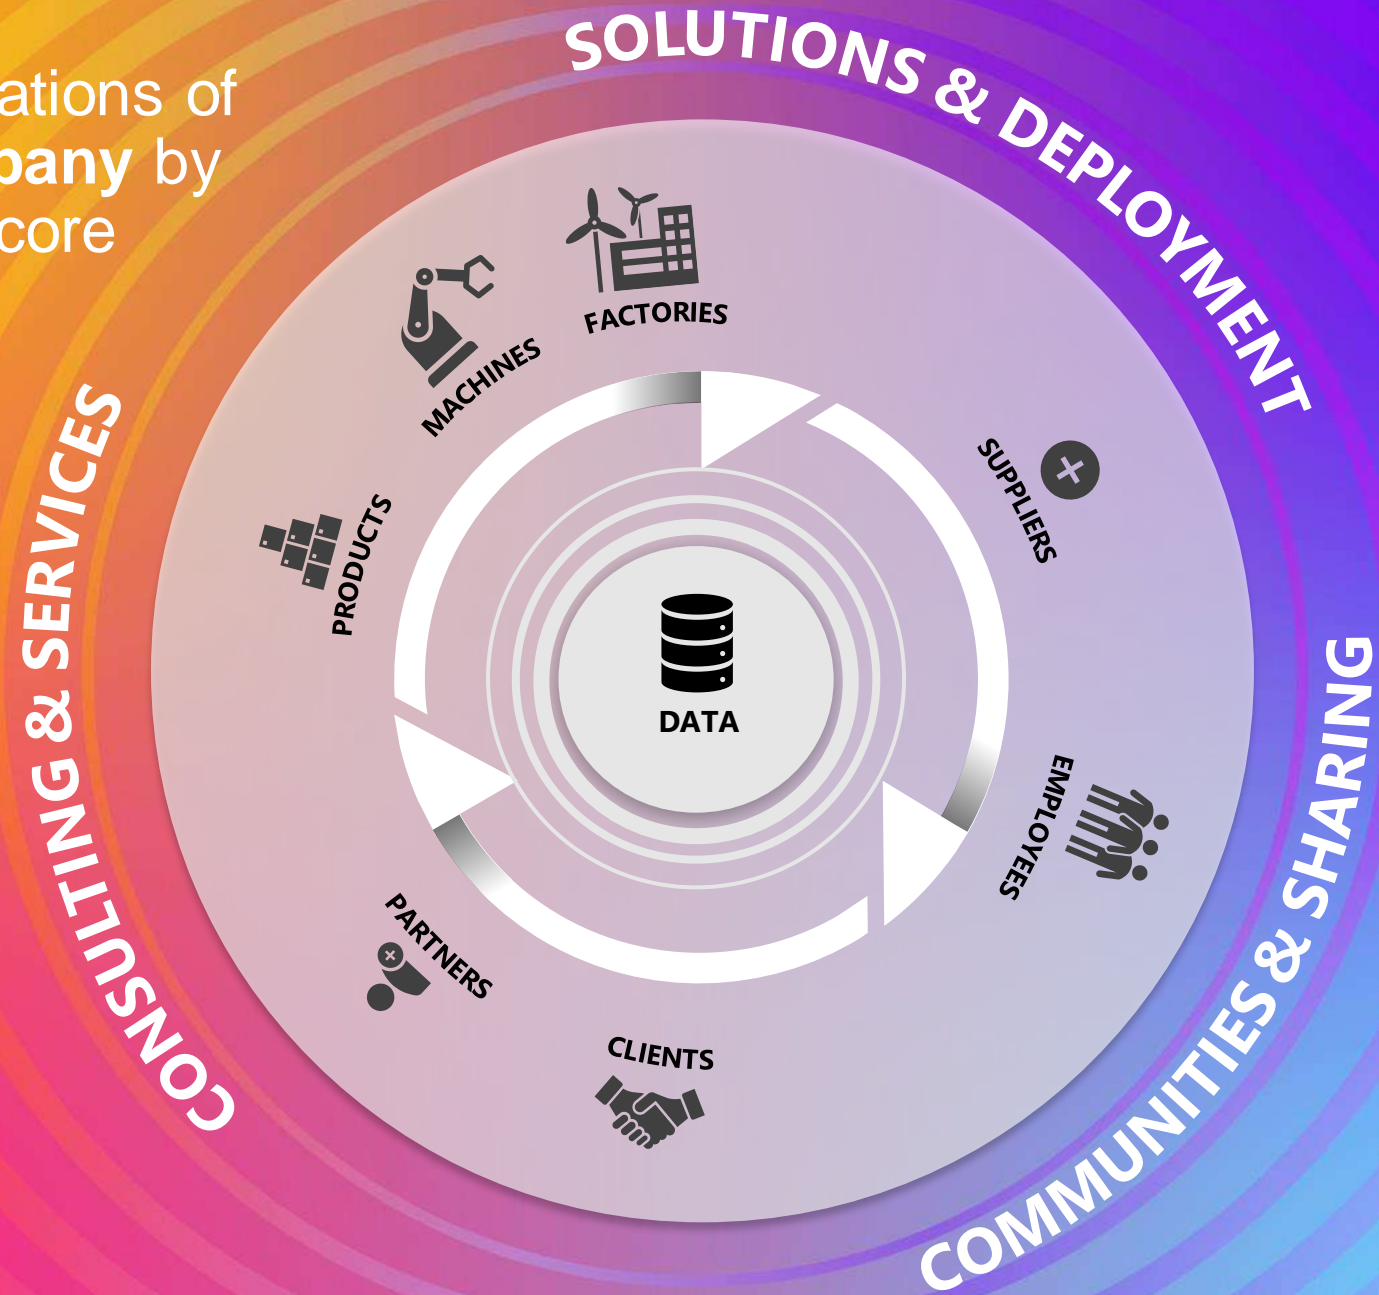 ations of
pany by
core
SOLUTIONS & DEPLOYMENT
CONSULTING & SERVICES
COMMUNITIES & SHARING
FACTORIES
MACHINES
PRODUCTS
SUPPLIERS
EMPLOYEES
PARTNERS
CLIENTS
DATA